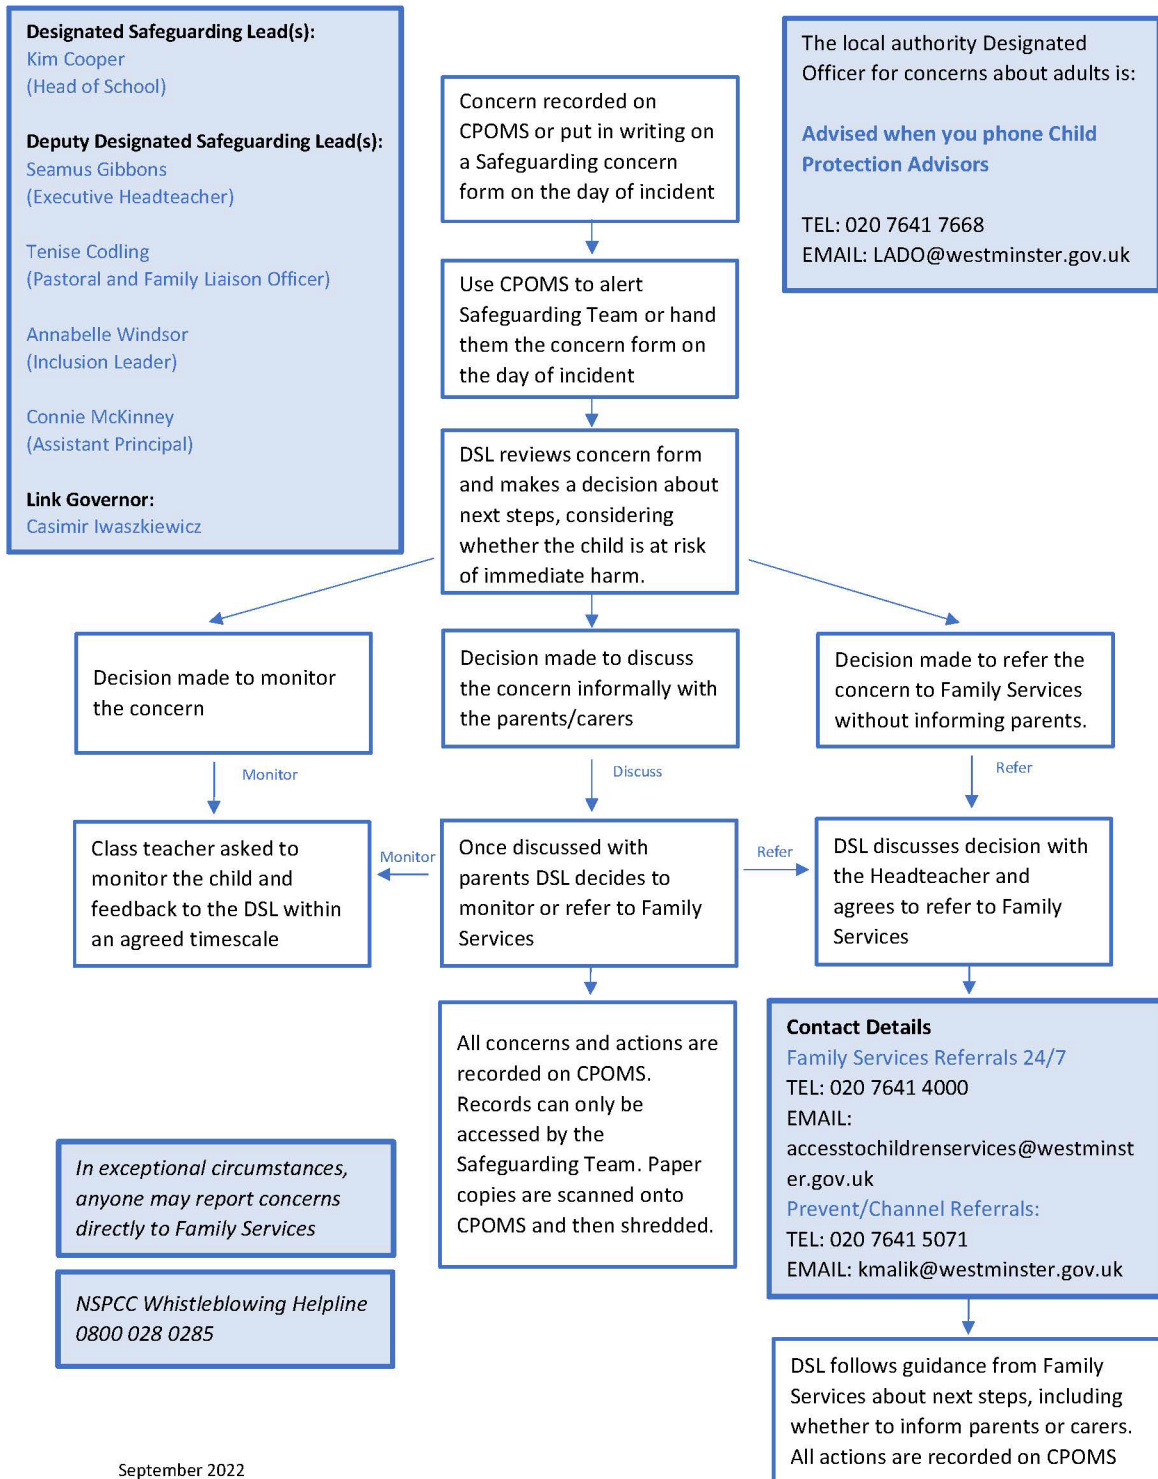 Designated Safeguarding Lead(s):
Kim Cooper
(Head of School)
Deputy Designated Safeguarding Lead(s):
Seamus Gibbons
(Executive Headteacher)
Tenise Codling
(Pastoral and Family Liaison Officer)
Annabelle Windsor
(Inclusion Leader)
Connie McKinney
(Assistant Principal)
Link Governor:
Casimir Iwaszkiewicz
The local authority Designated
Officer for concerns about adults is:
Advised when you phone Child
Protection Advisors
TEL: 020 7641 7668
EMAIL: LADO@westminster.gov.uk
Concern recorded on
CPOMS or put in writing on
a Safeguarding concern
form on the day of incident
Use CPOMS to alert
Safeguarding Team or hand
them the concern form on
the day of incident
DSL reviews concern form
and makes a decision about
next steps, considering
whether the child is at risk
of immediate harm.
Decision made to monitor
the concern
Decision made to discuss
the concern informally with
the parents/carers
Decision made to refer the
concern to Family Services
without informing parents.
Monitor
Discuss
Refer
Class teacher asked to
monitor the child and
feedback to the DSL within
an agreed timescale
Monitor
Once discussed with
parents DSL decides to
monitor or refer to Family
Services
Refer
DSL discusses decision with
the Headteacher and
agrees to refer to Family
Services
All concerns and actions are
recorded on CPOMS.
Records can only be
accessed by the
Safeguarding Team. Paper
copies are scanned onto
CPOMS and then shredded.
Contact Details
Family Services Referrals 24/7
TEL: 020 7641 4000
EMAIL:
accesstochildrenservices@westminst
er.gov.uk
Prevent/Channel Referrals:
TEL: 020 7641 5071
EMAIL: kmalik@westminster.gov.uk
In exceptional circumstances,
anyone may report concerns
directly to Family Services
NSPCC Whistleblowing Helpline
0800 028 0285
DSL follows guidance from Family
Services about next steps, including
whether to inform parents or carers.
All actions are recorded on CPOMS
September 2022